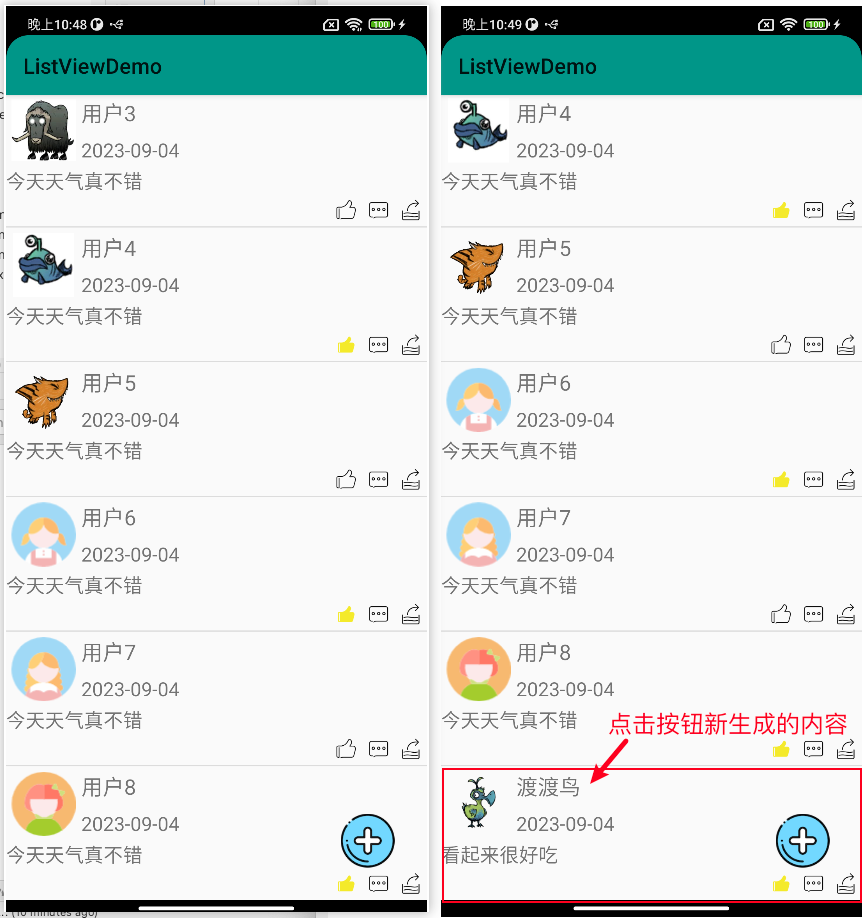 晚上10:48
100
ListViewDemo
用户3
2023-09-04
今天天气真不错
用户4
2023-09-04
今天天气真不错
用户5
2023-09-04
今天天气真不错
用户6
2023-09-04
今天天气真不错
用户7
2023-09-04
今天天气真不错
用户8
2023-09-04
今天天气真不错
晚上10:49
100
ListViewDemo
用户4
2023-09-04
今天天气真不错
用户5
2023-09-04
今天天气真不错
用户6
2023-09-04
今天天气真不错
用户7
2023-09-04
今天天气真不错
用户8
2023-09-04
今天天气真不错
点击按钮新生成的内容
渡渡鸟
2023-09-04
看起来很好吃
(10 minutes ago)